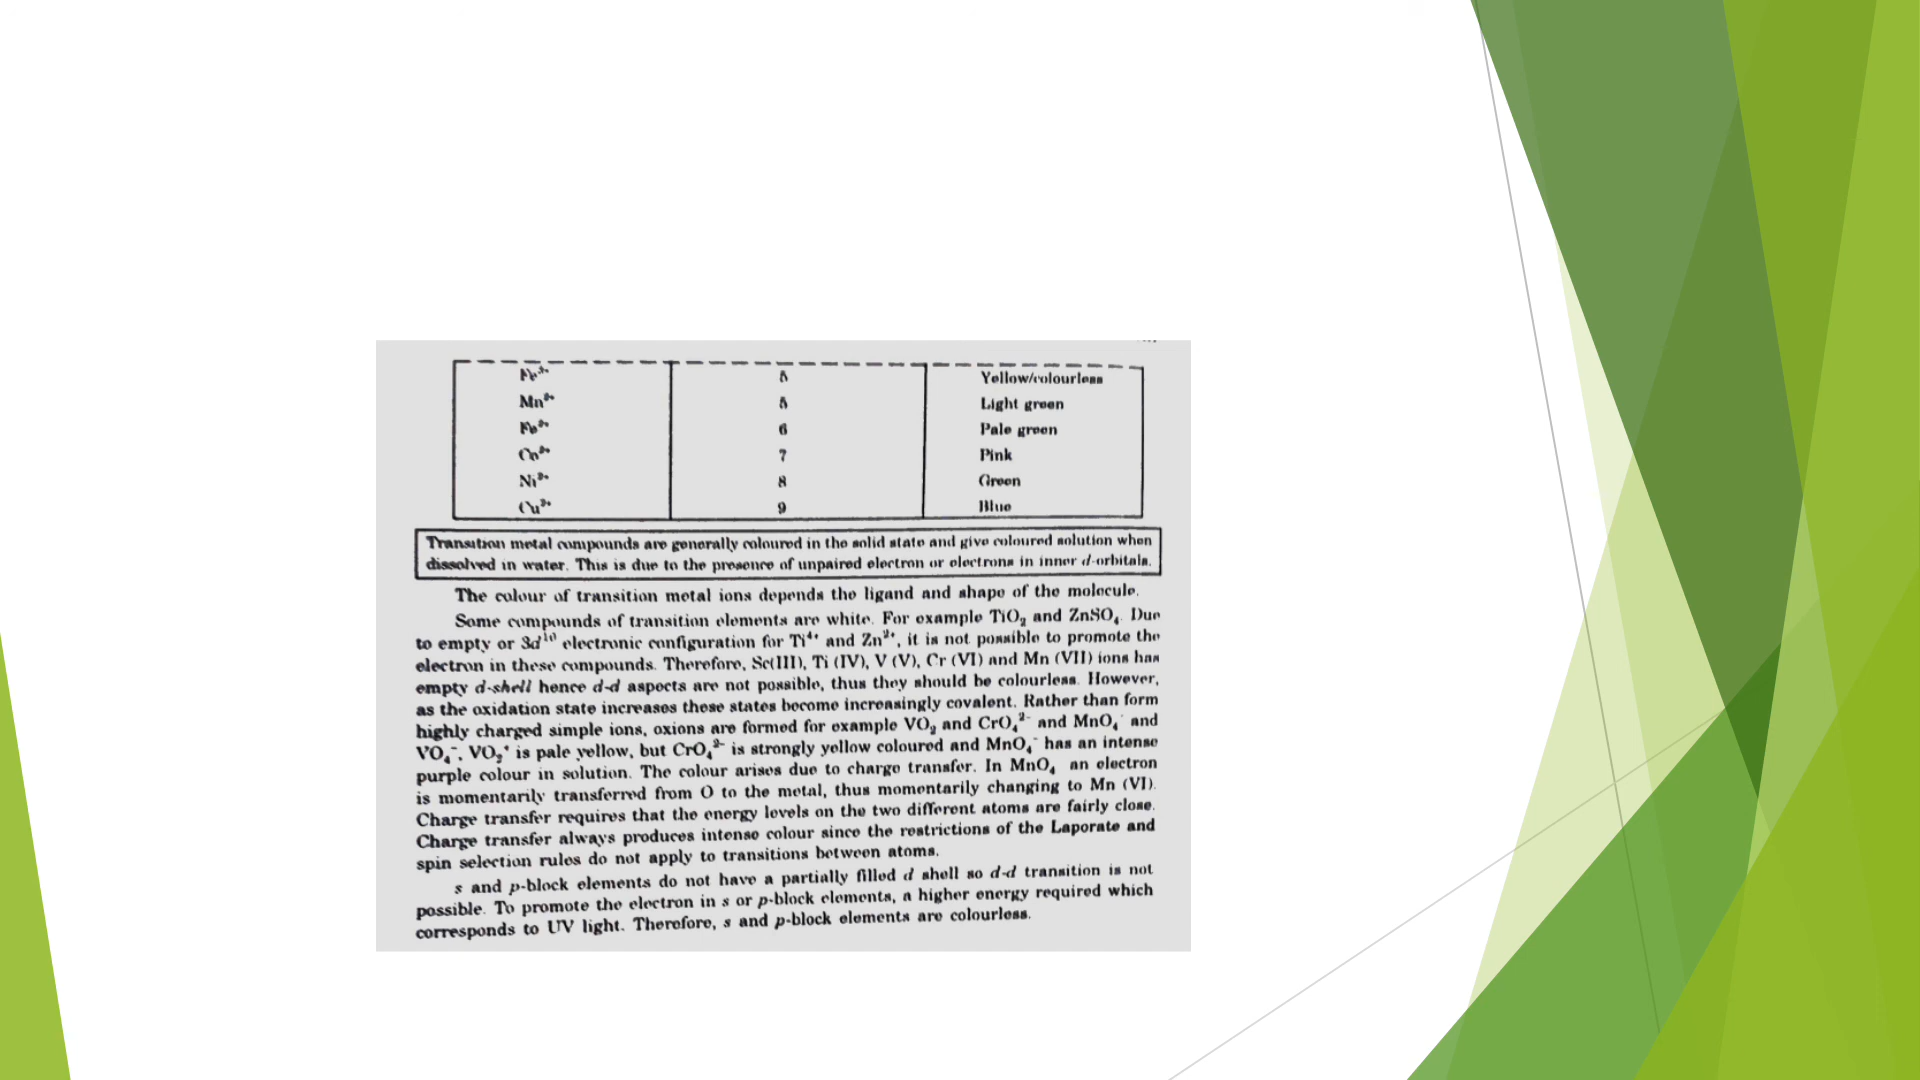 Fe³⁺ 5 Yellow/colourless
Mn²⁺ 5 Light green
Fe²⁺ 6 Pale green
Co²⁺ 7 Pink
Ni²⁺ 8 Green
Cu²⁺ 9 Blue
Transition metal compounds are generally coloured in the solid state and give coloured solution when
dissolved in water. This is due to the presence of unpaired electron or electrons in inner d-orbitals.
The colour of transition metal ions depends the ligand and shape of the molecule.
Some compounds of transition elements are white. For example TiO₂ and ZnSO₄. Due
to empty or 3d¹⁰ electronic configuration for Ti⁴⁺ and Zn²⁺, it is not possible to promote the
electron in these compounds. Therefore, Sc(III), Ti (IV), V (V), Cr (VI) and Mn (VII) ions has
empty d-shell hence d-d aspects are not possible, thus they should be colourless. However,
as the oxidation state increases these states become increasingly covalent. Rather than form
highly charged simple ions, oxions are formed for example VO₂ and CrO₄²⁻ and MnO₄⁻ and
VO₄⁻. VO₂⁺ is pale yellow, but CrO₄²⁻ is strongly yellow coloured and MnO₄⁻ has an intense
purple colour in solution. The colour arises due to charge transfer. In MnO₄ an electron
is momentarily transferred from O to the metal, thus momentarily changing to Mn (VI).
Charge transfer requires that the energy levels on the two different atoms are fairly close.
Charge transfer always produces intense colour since the restrictions of the Laporate and
spin selection rules do not apply to transitions between atoms.
s and p-block elements do not have a partially filled d shell so d-d transition is not
possible. To promote the electron in s or p-block elements, a higher energy required which
corresponds to UV light. Therefore, s and p-block elements are colourless.